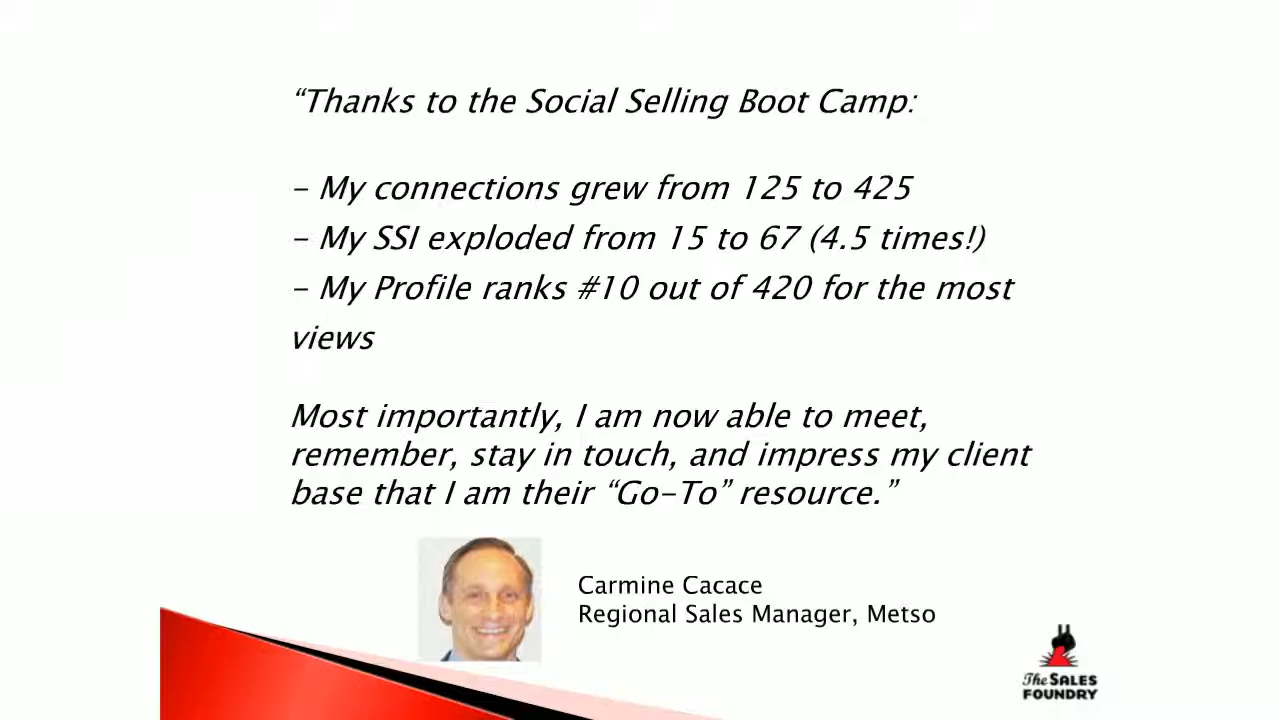 “Thanks to the Social Selling Boot Camp:
- My connections grew from 125 to 425
- My SSI exploded from 15 to 67 (4.5 times!)
- My Profile ranks #10 out of 420 for the most
views
Most importantly, I am now able to meet,
remember, stay in touch, and impress my client
base that I am their “Go-To” resource.”
Carmine Cacace
Regional Sales Manager, Metso
The SALES
FOUNDRY